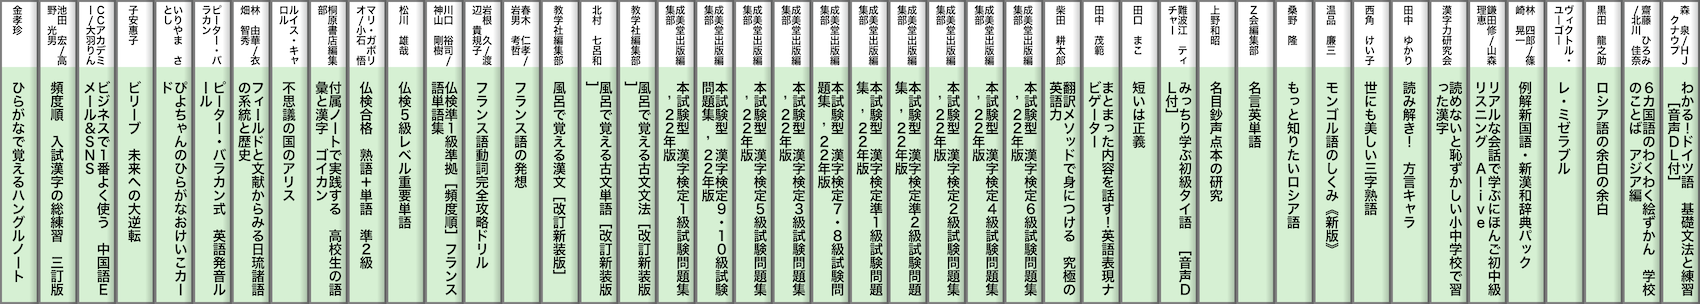 森　泉/ＨＪ
クナウフ
わかる！ドイツ語　基礎文法と練習
［音声ＤＬ付］
齋藤　ひろみ
/北川　佳奈
６カ国語のわくわく絵ずかん　学校
のことば　アジア編
黒田　龍之助
ロシア語の余白の余白
ヴィクトル・
ユーゴー
レ・ミゼラブル
林　四郎/篠
崎　晃一
例解新国語・新漢和辞典パック
鎌田修/山森
理恵
リアルな会話で学ぶにほんご初中級
リスニング　Ａｌｉｖｅ
漢字力研究会
読めないと恥ずかしい小中学校で習
った漢字
田中　ゆかり
読み解き！　方言キャラ
西角　けい子
世にも美しい三字熟語
温品　廉三
モンゴル語のしくみ《新版》
桑野　隆
もっと知りたいロシア語
Ｚ会編集部
名言英単語
上野和昭
名目鈔声点本の研究
難波江　ティ
チャー
みっちり学ぶ初級タイ語　［音声Ｄ
Ｌ付］
田口　まこ
短いは正義
田中　茂範
まとまった内容を話す！英語表現ナ
ビゲーター
柴田　耕太郎
翻訳メソッドで身につける　究極の
英語力
成美堂出版編
集部
本試験型　漢字検定６級試験問題集
’２２年版
成美堂出版編
集部
本試験型　漢字検定４級試験問題集
’２２年版
成美堂出版編
集部
本試験型　漢字検定２級試験問題集
’２２年版
成美堂出版編
集部
本試験型　漢字検定準２級試験問題
集　’２２年版
成美堂出版編
集部
本試験型　漢字検定準１級試験問題
集　’２２年版
成美堂出版編
集部
本試験型　漢字検定７・８級試験問
題集　’２２年版
成美堂出版編
集部
本試験型　漢字検定３級試験問題集
’２２年版
成美堂出版編
集部
本試験型　漢字検定５級試験問題集
’２２年版
成美堂出版編
集部
本試験型　漢字検定９・１０級試験
問題集　’２２年版
成美堂出版編
集部
本試験型　漢字検定１級試験問題集
’２２年版
教学社編集部
風呂で覚える古文文法［改訂新装版
］
北村　七呂和
風呂で覚える古文単語［改訂新装版
］
教学社編集部
風呂で覚える漢文［改訂新装版］
春木　仁孝/
岩男　考哲/
フランス語の発想
岩根　久/渡
辺　貴規子
フランス語動詞完全攻略ドリル
川口　裕司/
神山　剛樹
仏検準１級準拠［頻度順］フランス
語単語集
松川　雄哉
仏検５級レベル重要単語
マリ・ガボリ
オ/小石　悟
仏検合格　熟語＋単語　準２級
桐原書店編集
部
付属ノートで実践する　高校生の語
彙と漢字　ゴイカン
ルイス・キャ
ロル
不思議の国のアリス
林　由華/衣
畑　智秀
フィールドと文献からみる日琉諸語
の系統と歴史
ピーター・バ
ラカン
ピーター・バラカン式　英語発音ル
ール
いりやま　さ
とし
ぴよちゃんのひらがなおけいこカー
ド
子安恵子
ビリーブ　未来への大逆転
ＣＣアカデミ
ー/大羽りん
ビジネスで１番よく使う　中国語Ｅ
メール＆ＳＮＳ
池田　宏/高
野　光男
頻度順　入試漢字の総練習　三訂版
金孝珍
ひらがなで覚えるハングルノート